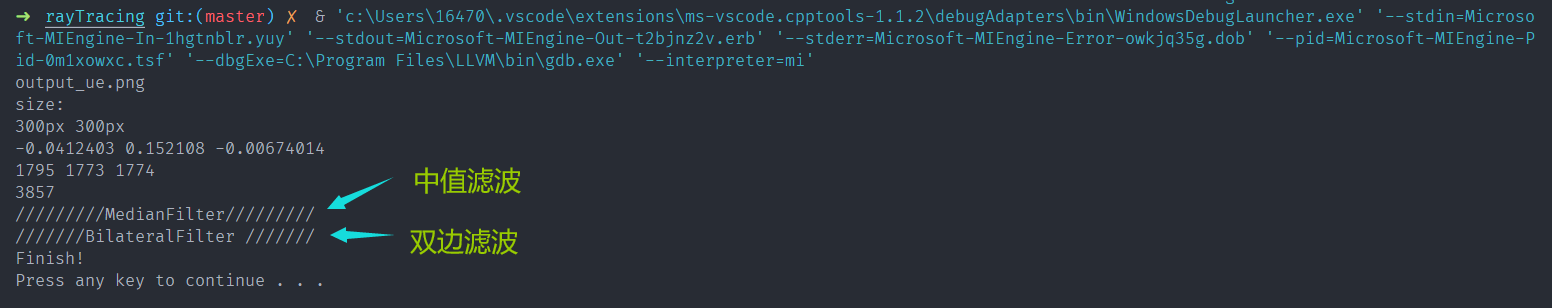 ➜ rayTracing git:(master) ✗ & 'c:\Users\16470\.vscode\extensions\ms-vscode.cpptools-1.1.2\debugAdapters\bin\WindowsDebugLauncher.exe' '--stdin=Microso
ft-MIEngine-In-1hgtnblr.yuy' '--stdout=Microsoft-MIEngine-Out-t2bjnz2v.erb' '--stderr=Microsoft-MIEngine-Error-owkjq35g.dob' '--pid=Microsoft-MIEngine-P
id-0m1xowxc.tsf' '--dbgExe=C:\Program Files\LLVM\bin\gdb.exe' '--interpreter=mi'
output_ue.png
size:
300px 300px
-0.0412403 0.152108 -0.00674014
1795 1773 1774
3857
/////////MedianFilter///////// 中值滤波
///////BilateralFilter /////// 双边滤波
Finish!
Press any key to continue . . .